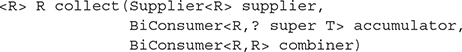 <R> R collect(Supplier<R> supplier,
BiConsumer<R,? super T> accumulator,
BiConsumer<R,R> combiner)